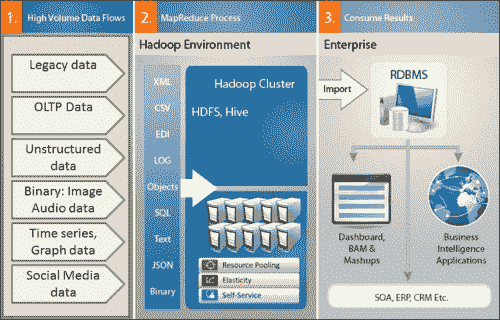 1. High Volume Data Flows
Legacy data
OLTP Data
Unstructured
data
Binary: Image
Audio data
Time series,
Graph data
Social Media
data
2. MapReduce Process
Hadoop Environment
XML
CSV
EDI
LOG
Objects
SQL
Text
JSON
Binary
Hadoop Cluster
HDFS, Hive
Resource Pooling
Elasticity
Self-Service
3. Consume Results
Enterprise
Import
RDBMS
Dashboard,
BAM &
Mashups
Business
Intelligence
Applications
SOA, ERP, CRM Etc.